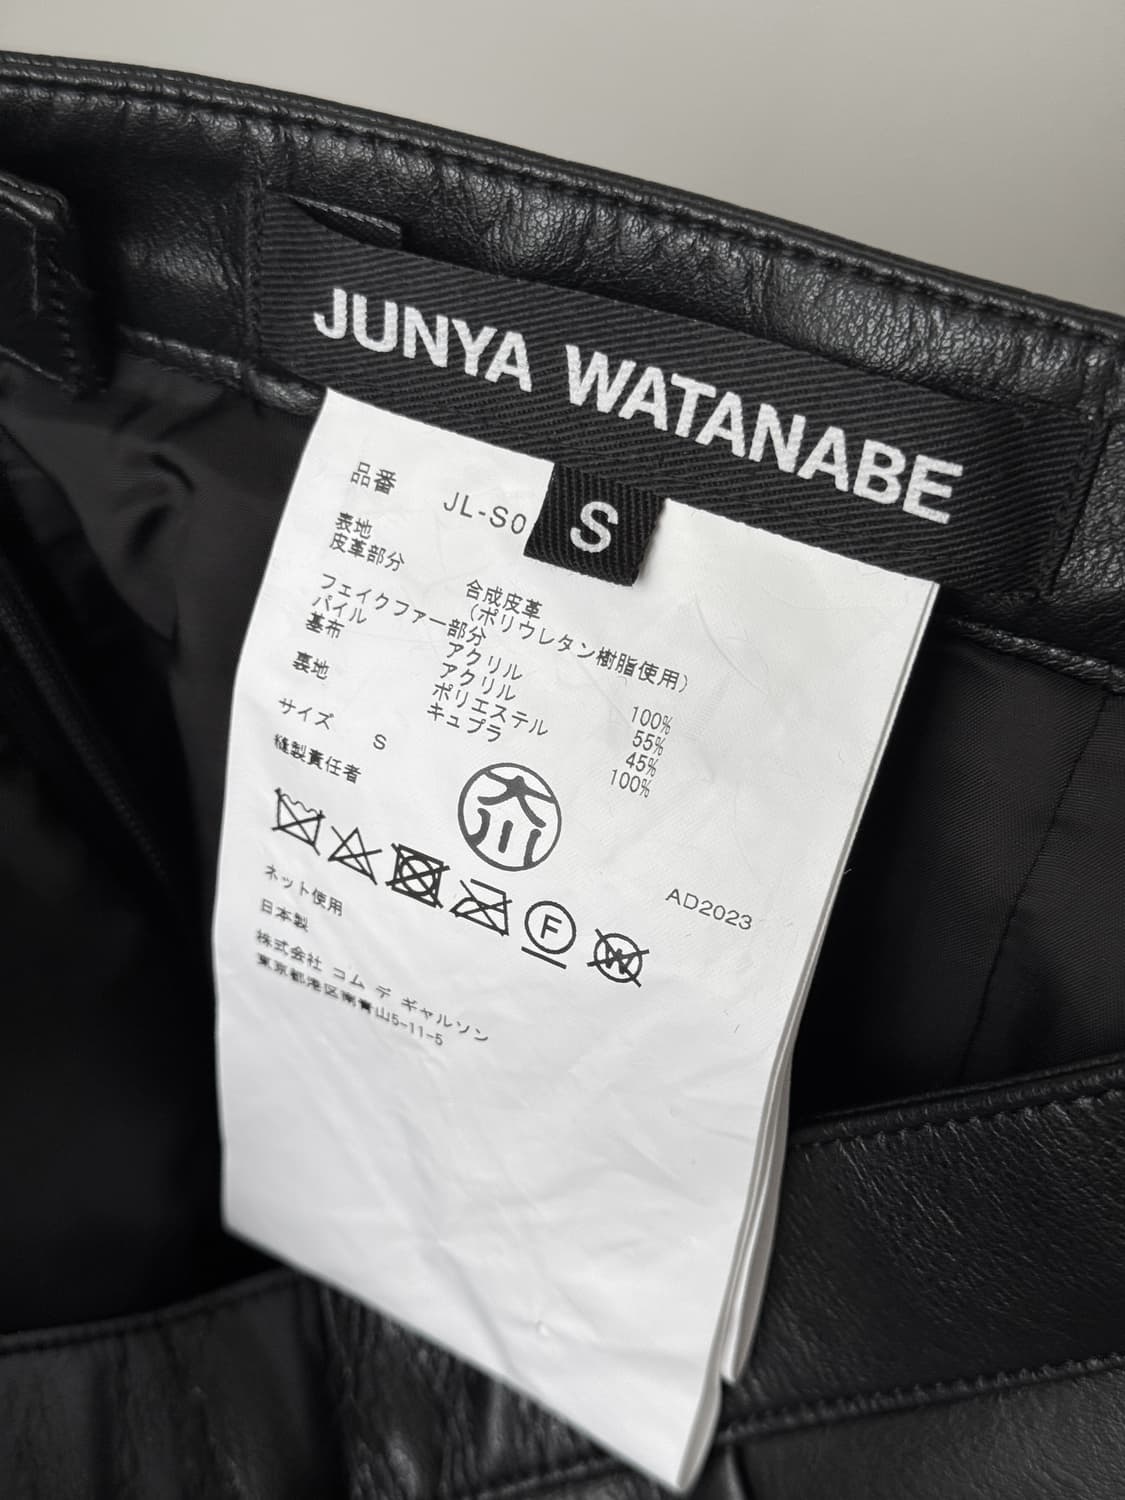 JUNYA WATANABE
S
品番 JL-S0
表地
皮革部分
合成皮革
(ポリウレタン樹脂使用)
フェイクファー部分
パイル アクリル 100%
基布 アクリル 55%
ポリエステル 45%
裏地 キュプラ 100%
サイズ S
縫製責任者
大川
AD2023
F
W
ネット使用
日本製
株式会社 コム デ ギャルソン
東京都港区南青山5-11-5